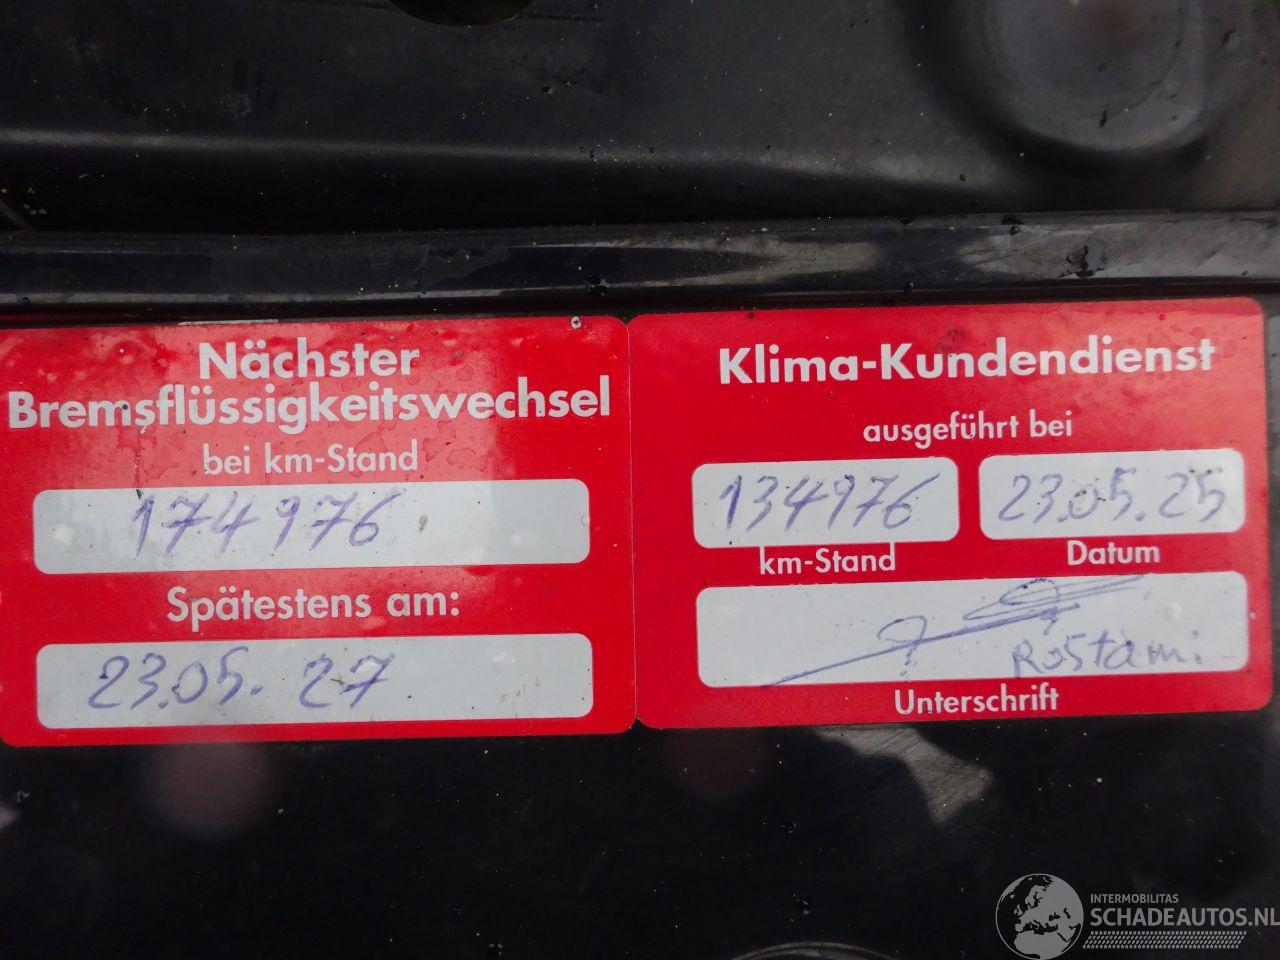 Nächster
Bremsflüssigkeitswechsel
bei km-Stand
174976
Spätestens am:
23.05.27
Klima-Kundendienst
ausgeführt bei
134976 23.05.25
km-Stand Datum
Rostami
Unterschrift
INTERMOBILITAS
SCHADEAUTOS.NL